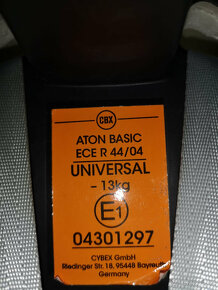 CBX
ATON BASIC
ECE R 44/04
UNIVERSAL
- 13kg
E1
04301297
CYBEX GmbH
Riedinger Str. 18, 95448 Bayreuth
Germany